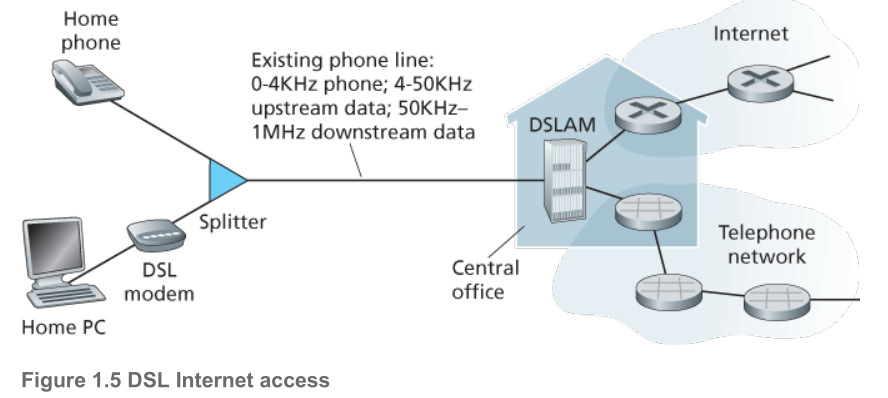 Home
phone
Existing phone line:
0-4KHz phone; 4-50KHz
upstream data; 50KHz–
1MHz downstream data
Internet
DSLAM
Splitter
DSL
modem
Home PC
Central
office
Telephone
network
Figure 1.5 DSL Internet access